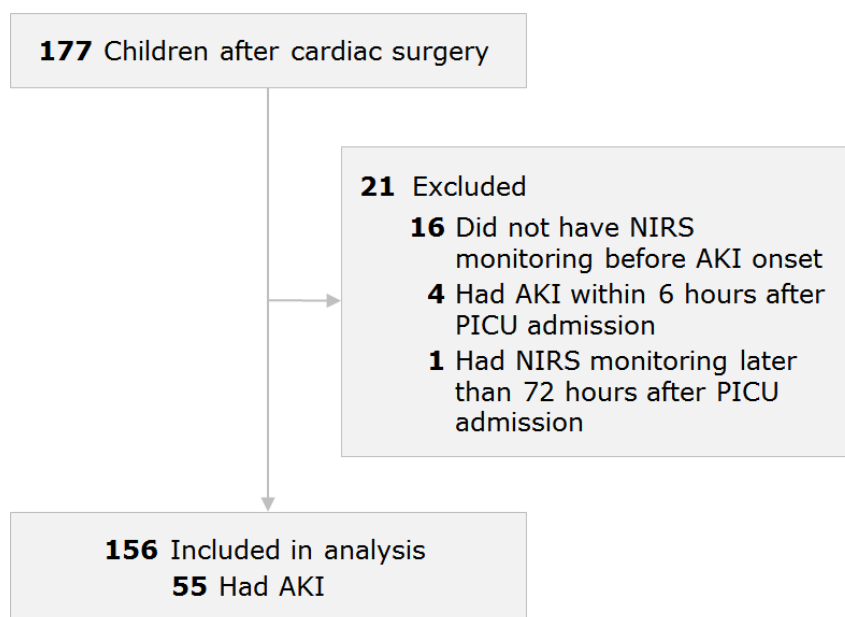 177 Children after cardiac surgery
21 Excluded
16 Did not have NIRS
monitoring before AKI onset
4 Had AKI within 6 hours after
PICU admission
1 Had NIRS monitoring later
than 72 hours after PICU
admission
156 Included in analysis
55 Had AKI